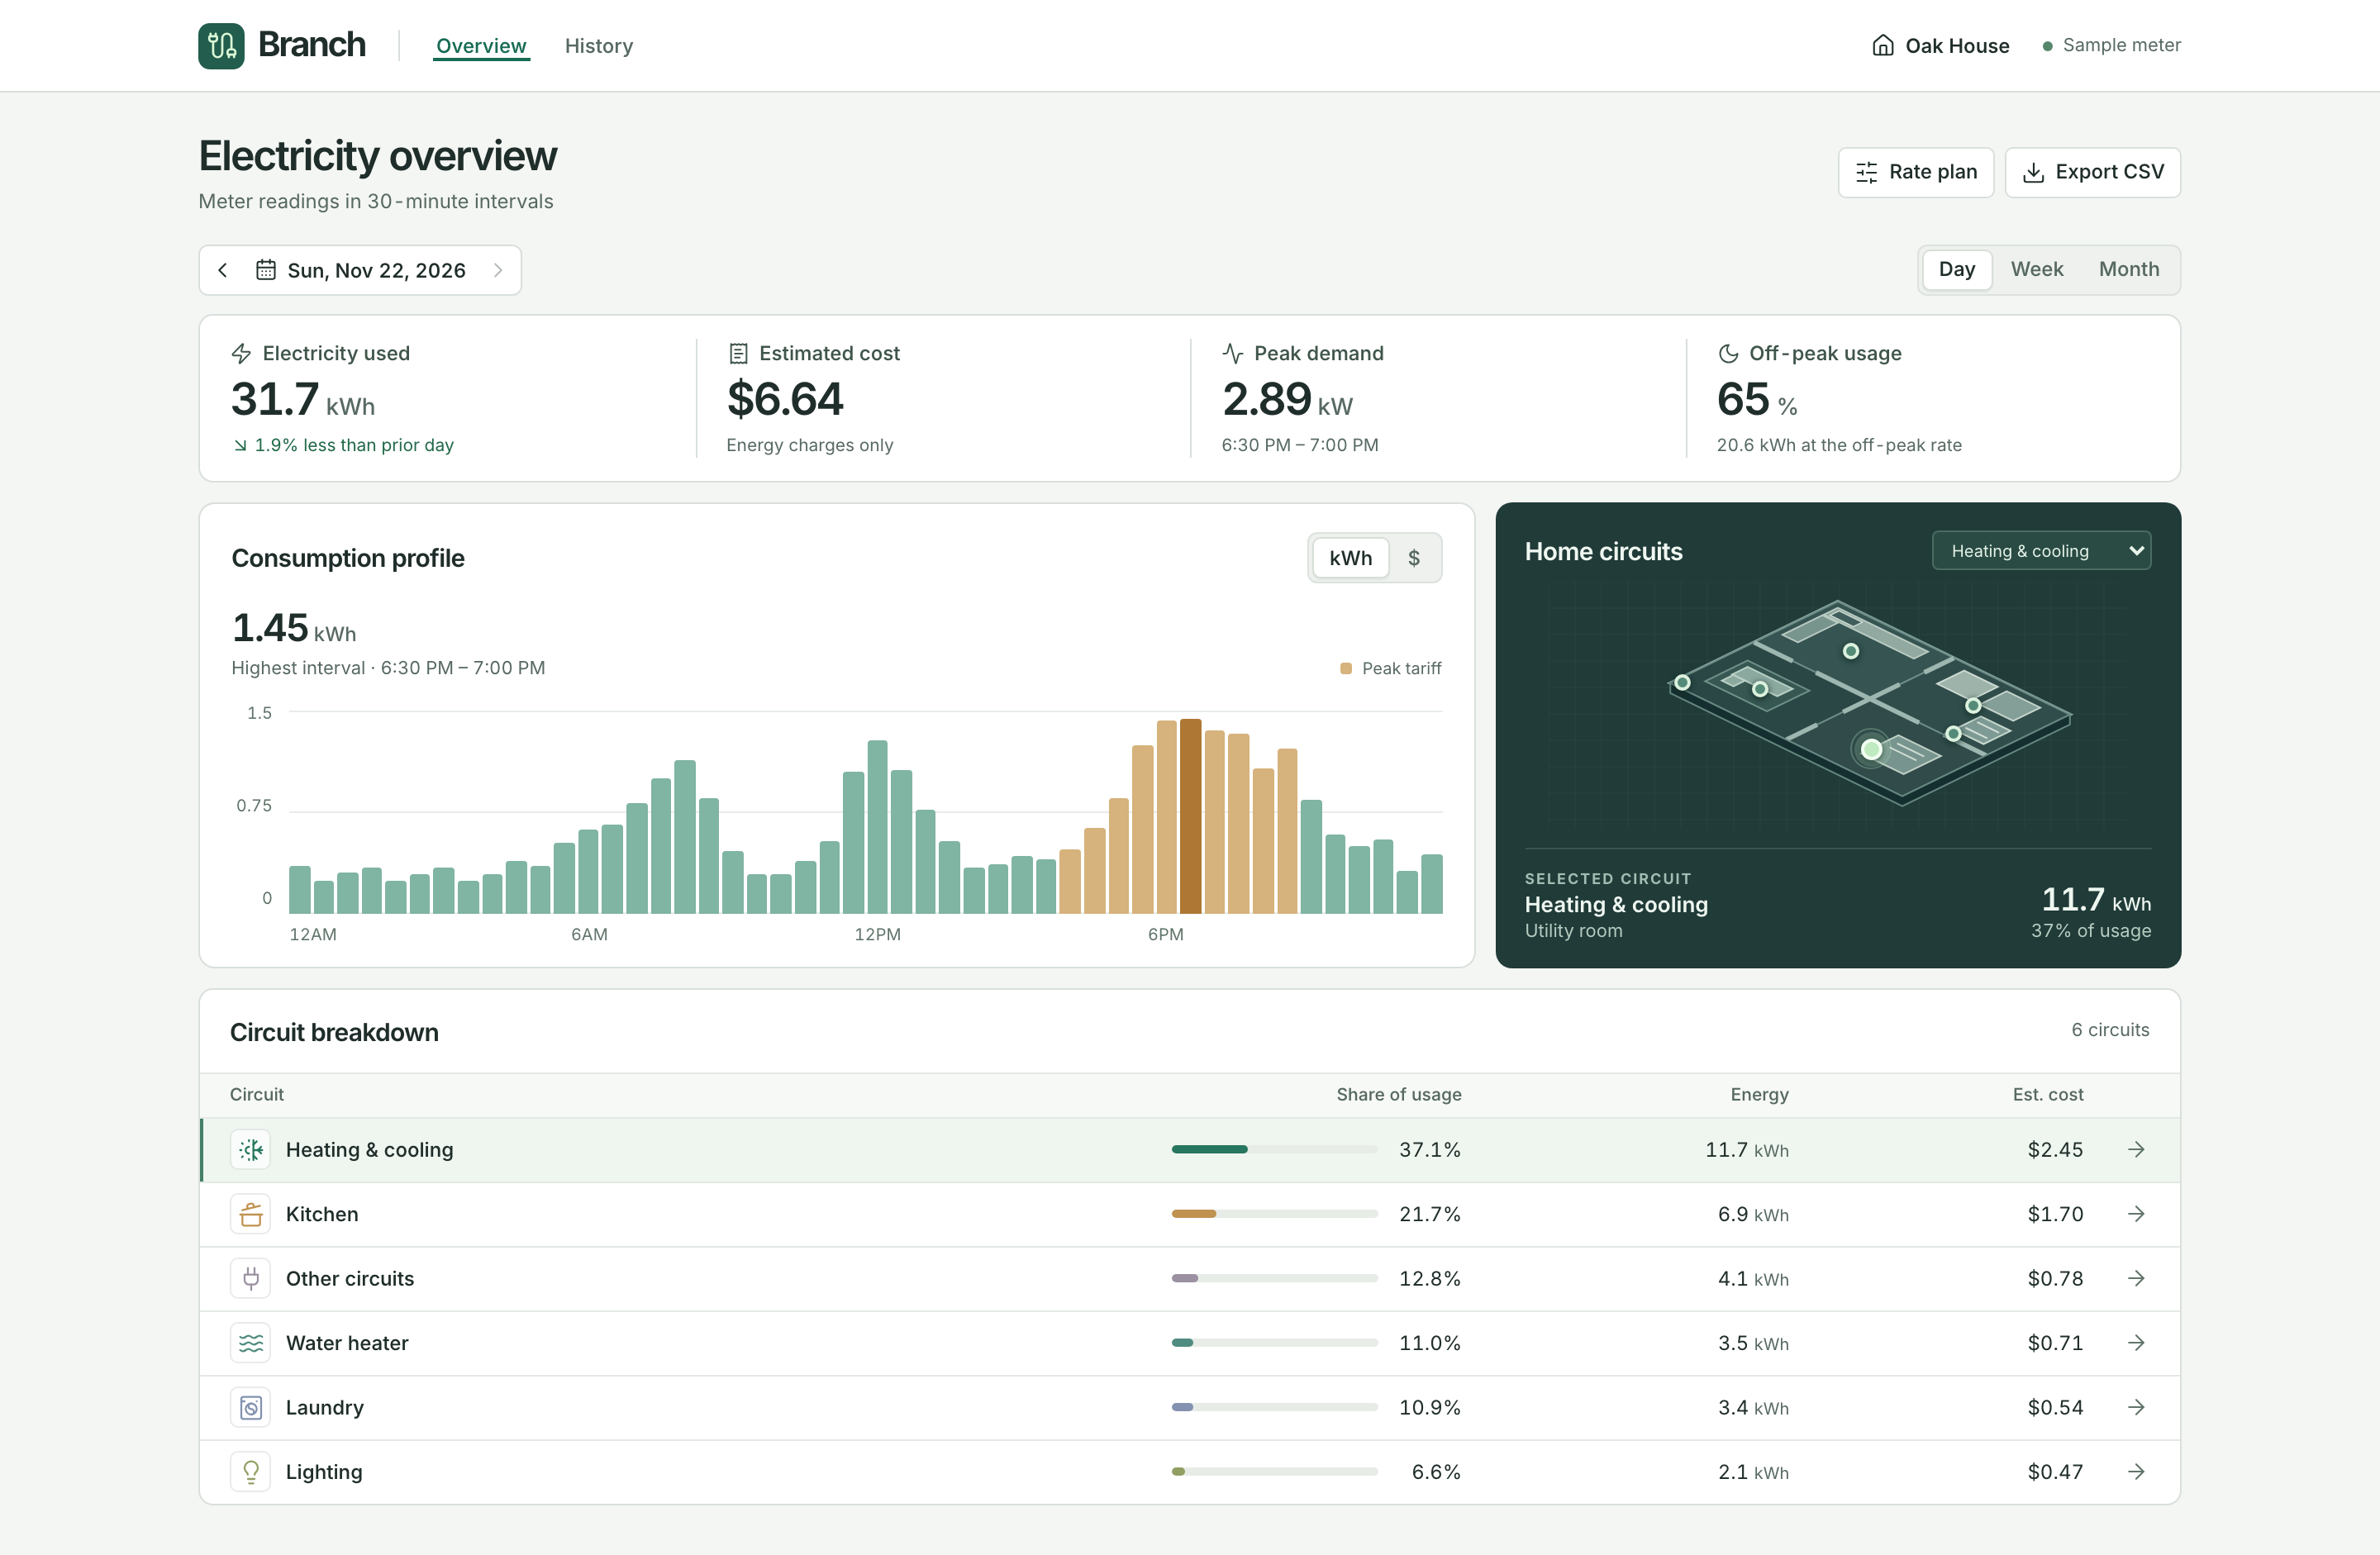 Branch
Overview
History
Oak House
Sample meter
Electricity overview
Meter readings in 30-minute intervals
Rate plan
Export CSV
Sun, Nov 22, 2026
Day
Week
Month
Electricity used
31.7 kWh
1.9% less than prior day
Estimated cost
$6.64
Energy charges only
Peak demand
2.89 kW
6:30 PM – 7:00 PM
Off-peak usage
65 %
20.6 kWh at the off-peak rate
Consumption profile
kWh
$
1.45 kWh
Highest interval · 6:30 PM – 7:00 PM
Peak tariff
1.5
0.75
0
12AM
6AM
12PM
6PM
Home circuits
Heating & cooling
SELECTED CIRCUIT
Heating & cooling
Utility room
11.7 kWh
37% of usage
Circuit breakdown
6 circuits
Circuit
Share of usage
Energy
Est. cost
Heating & cooling
37.1%
11.7 kWh
$2.45
Kitchen
21.7%
6.9 kWh
$1.70
Other circuits
12.8%
4.1 kWh
$0.78
Water heater
11.0%
3.5 kWh
$0.71
Laundry
10.9%
3.4 kWh
$0.54
Lighting
6.6%
2.1 kWh
$0.47